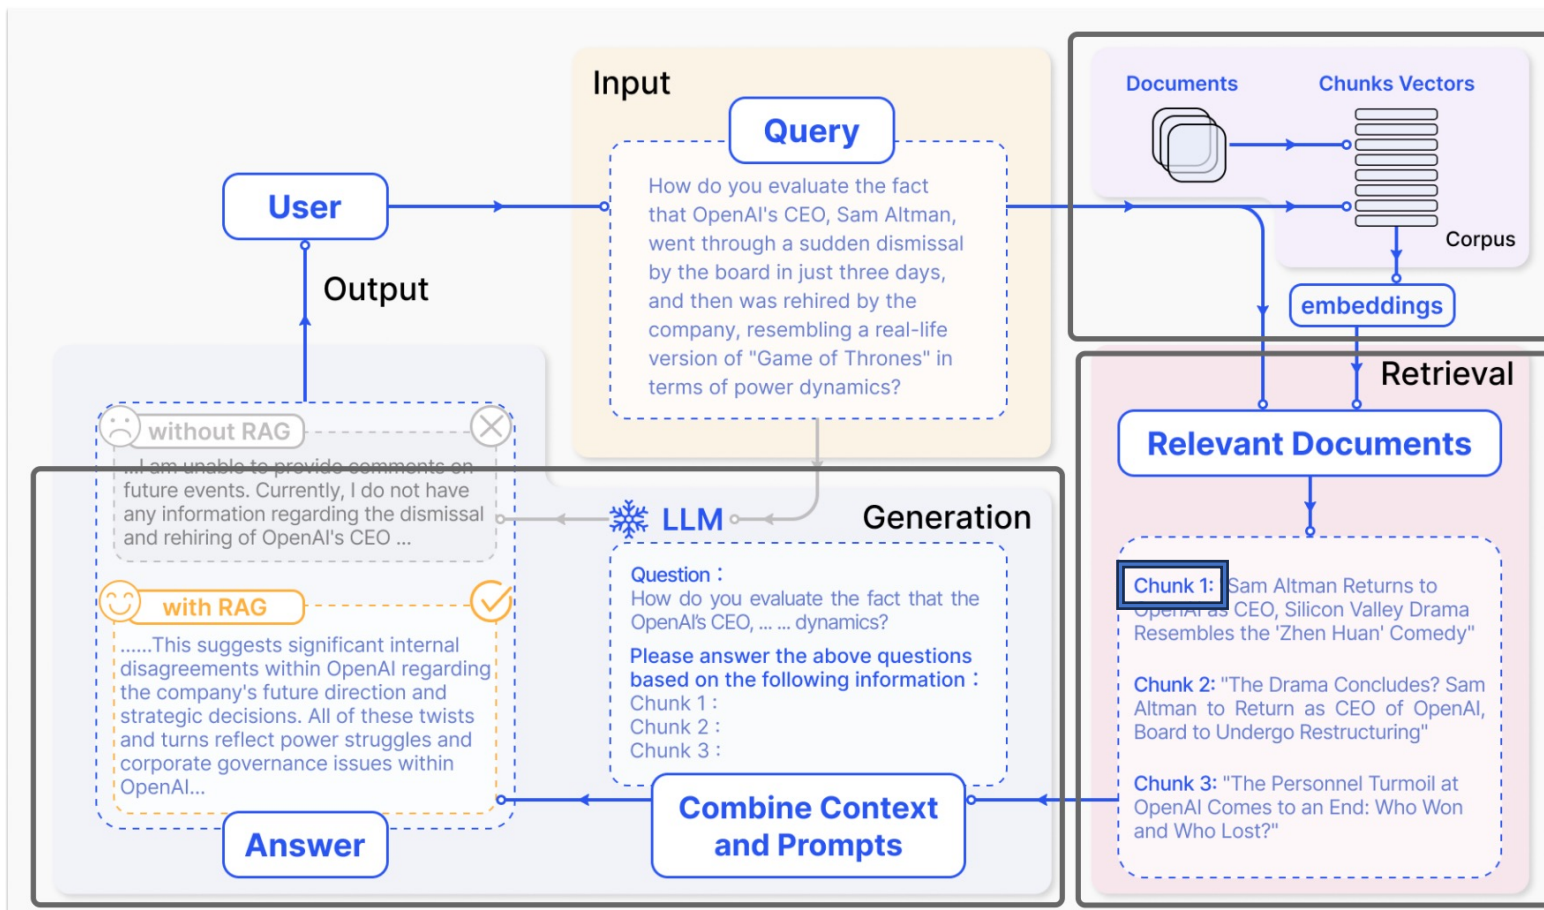 Input
Query
How do you evaluate the fact
that OpenAI's CEO, Sam Altman,
went through a sudden dismissal
by the board in just three days,
and then was rehired by the
company, resembling a real-life
version of "Game of Thrones" in
terms of power dynamics?
User
Output
Documents
Chunks Vectors
Corpus
embeddings
Retrieval
Relevant Documents
Chunk 1: "Sam Altman Returns to
OpenAI as CEO, Silicon Valley Drama
Resembles the 'Zhen Huan' Comedy"
Chunk 2: "The Drama Concludes? Sam
Altman to Return as CEO of OpenAI,
Board to Undergo Restructuring"
Chunk 3: "The Personnel Turmoil at
OpenAI Comes to an End: Who Won
and Who Lost?"
Generation
LLM
Question :
How do you evaluate the fact that the
OpenAI's CEO, ... ... dynamics?
Please answer the above questions
based on the following information :
Chunk 1 :
Chunk 2 :
Chunk 3 :
Combine Context
and Prompts
without RAG
...I am unable to provide comments on
future events. Currently, I do not have
any information regarding the dismissal
and rehiring of OpenAI's CEO ...
with RAG
......This suggests significant internal
disagreements within OpenAI regarding
the company's future direction and
strategic decisions. All of these twists
and turns reflect power struggles and
corporate governance issues within
OpenAI...
Answer